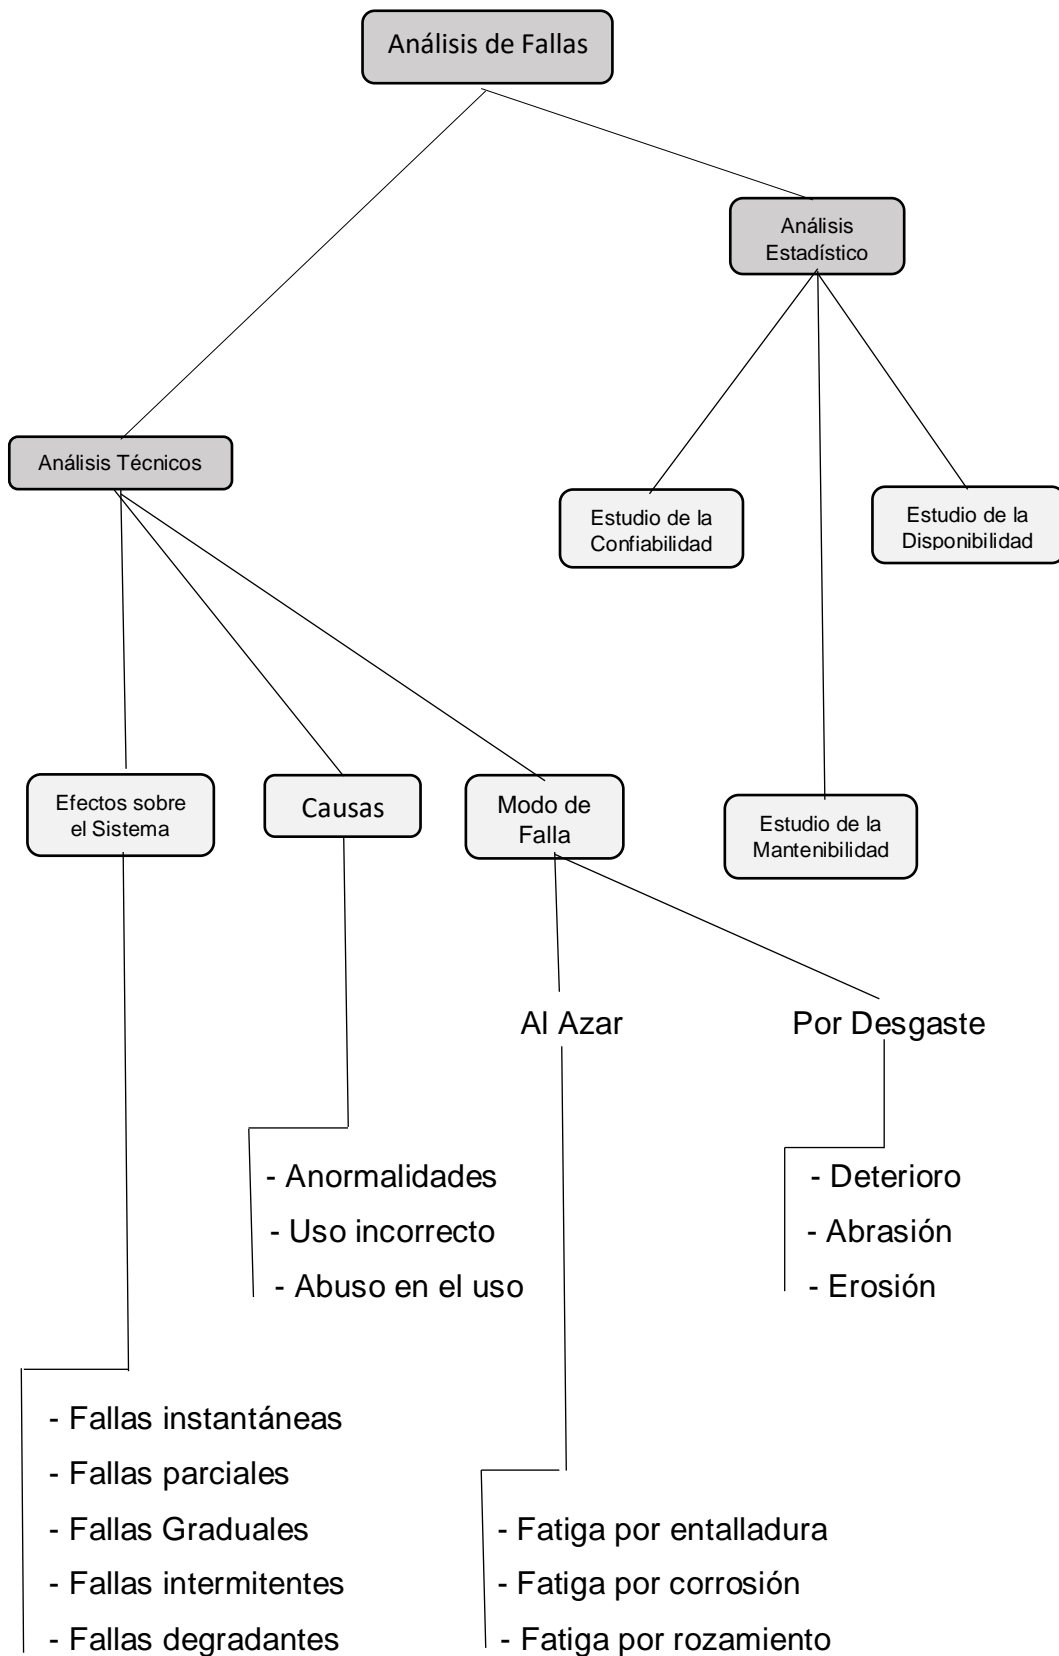 Análisis de Fallas
Análisis
Estadístico
Análisis Técnicos
Estudio de la
Confiabilidad
Estudio de la
Disponibilidad
Efectos sobre
el Sistema
Causas
Modo de
Falla
Estudio de la
Mantenibilidad
Al Azar
Por Desgaste
- Anormalidades
- Uso incorrecto
- Abuso en el uso
- Deterioro
- Abrasión
- Erosión
- Fallas instantáneas
- Fallas parciales
- Fallas Graduales
- Fallas intermitentes
- Fallas degradantes
- Fatiga por entalladura
- Fatiga por corrosión
- Fatiga por rozamiento